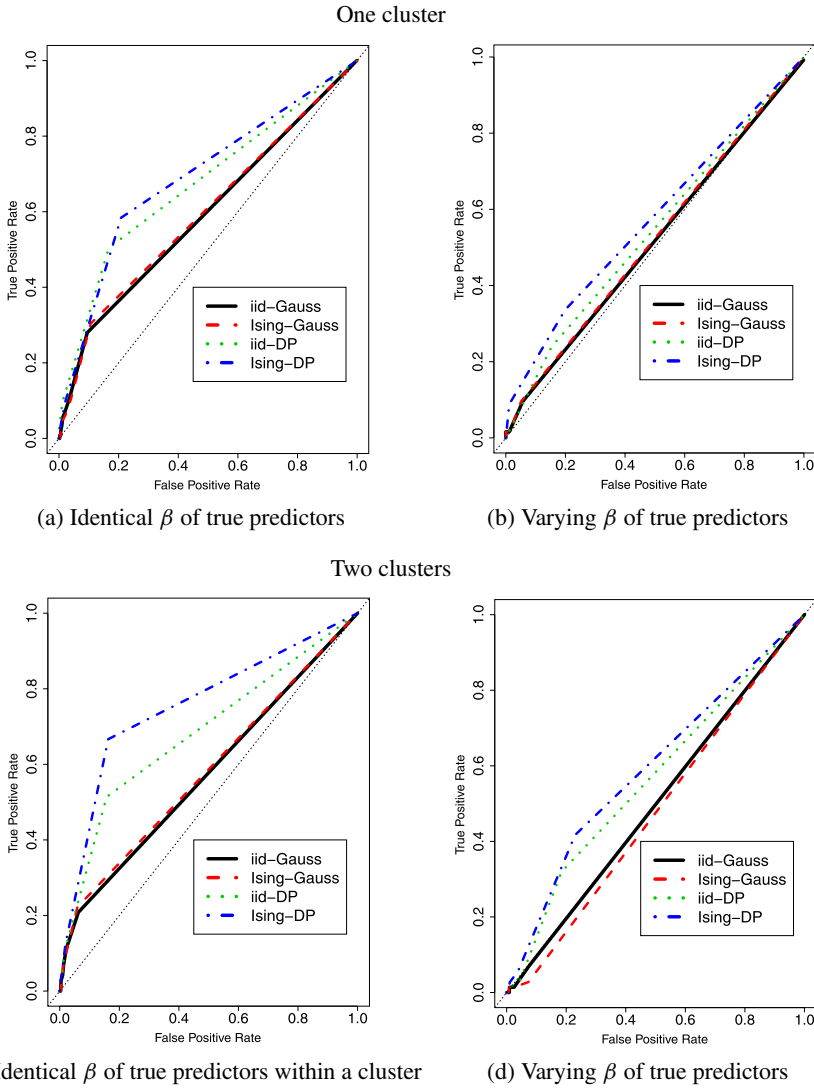 One cluster
True Positive Rate
0.0 0.2 0.4 0.6 0.8 1.0
iid−Gauss
Ising−Gauss
iid−DP
Ising−DP
0.0 0.2 0.4 0.6 0.8 1.0
False Positive Rate
(a) Identical β of true predictors
True Positive Rate
0.0 0.2 0.4 0.6 0.8 1.0
iid−Gauss
Ising−Gauss
iid−DP
Ising−DP
0.0 0.2 0.4 0.6 0.8 1.0
False Positive Rate
(b) Varying β of true predictors
Two clusters
True Positive Rate
0.0 0.2 0.4 0.6 0.8 1.0
iid−Gauss
Ising−Gauss
iid−DP
Ising−DP
0.0 0.2 0.4 0.6 0.8 1.0
False Positive Rate
dentical β of true predictors within a cluster
True Positive Rate
0.0 0.2 0.4 0.6 0.8 1.0
iid−Gauss
Ising−Gauss
iid−DP
Ising−DP
0.0 0.2 0.4 0.6 0.8 1.0
False Positive Rate
(d) Varying β of true predictors